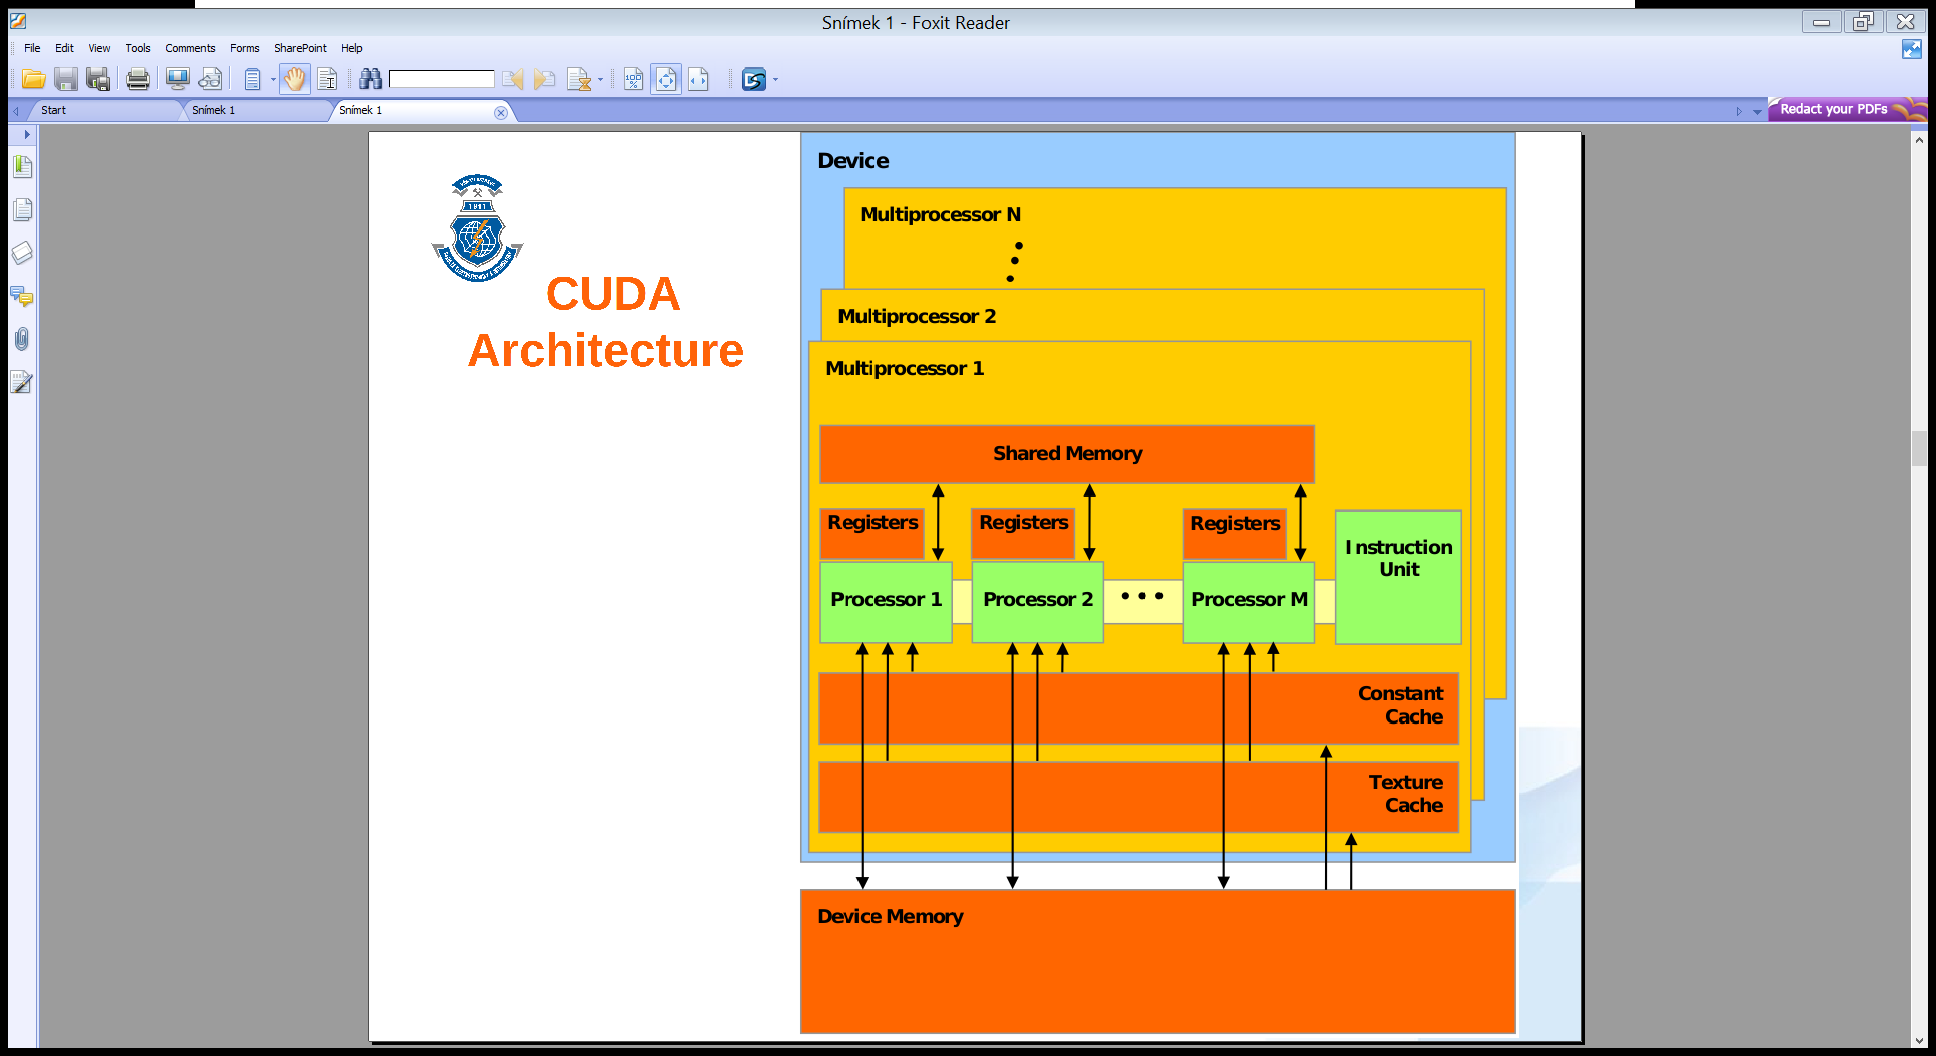 Snímek 1 - Foxit Reader
File Edit View Tools Comments Forms SharePoint Help
Start
Snímek 1
Snímek 1
Redact your PDFs
1911
CUDA
Architecture
Device
Multiprocessor N
Multiprocessor 2
Multiprocessor 1
Shared Memory
Registers
Registers
Registers
Instruction
Unit
Processor 1
Processor 2
Processor M
Constant
Cache
Texture
Cache
Device Memory